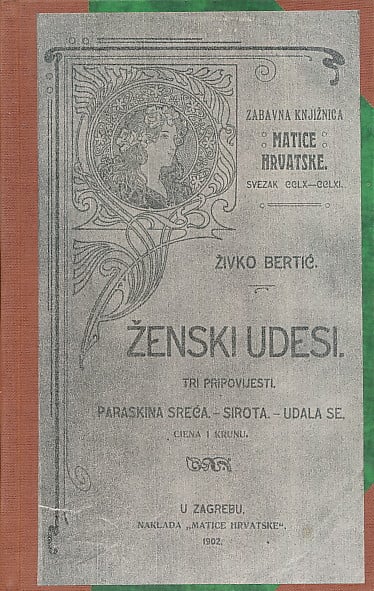 ZABAVNA KNJIŽNICA
MATICE
HRVATSKE.
SVEZAK CCLX—CCLXI.
ŽIVKO BERTIĆ.
ŽENSKI UDESI.
TRI PRIPOVIJESTI.
PARASKINA SREĆA. – SIROTA. – UDALA SE.
CIENA 1 KRUNU.
U ZAGREBU.
NAKLADA „MATICE HRVATSKE“.
1902.